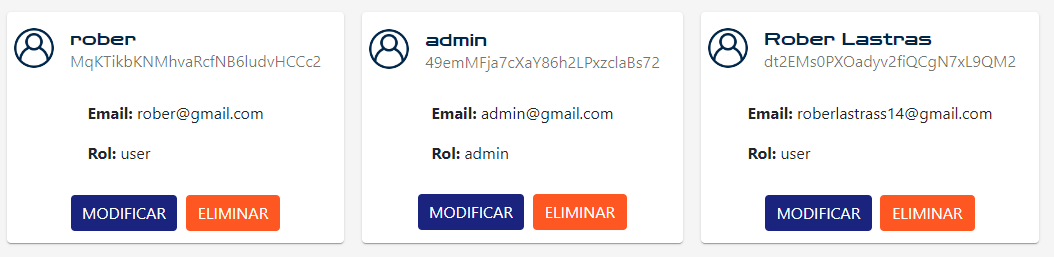 rober
MqKTikbKNMhvaRcfNB6ludvHCCc2
Email: rober@gmail.com
Rol: user
MODIFICAR ELIMINAR
admin
49emMFja7cXaY86h2LPxzclaBs72
Email: admin@gmail.com
Rol: admin
MODIFICAR ELIMINAR
Rober Lastras
dt2EMs0PXOadyv2fiQCgN7xL9QM2
Email: roberlastrass14@gmail.com
Rol: user
MODIFICAR ELIMINAR